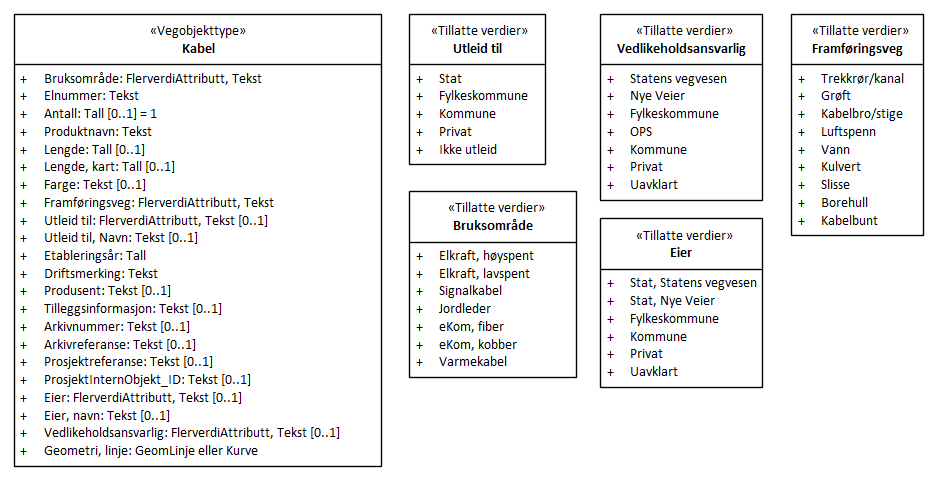 «Vegobjekttype»
Kabel
+ Bruksområde: FlerverdiAttributt, Tekst
+ Elnummer: Tekst
+ Antall: Tall [0..1] = 1
+ Produktnavn: Tekst
+ Lengde: Tall [0..1]
+ Lengde, kart: Tall [0..1]
+ Farge: Tekst [0..1]
+ Framføringsveg: FlerverdiAttributt, Tekst
+ Utleid til: FlerverdiAttributt, Tekst [0..1]
+ Utleid til, Navn: Tekst [0..1]
+ Etableringsår: Tall
+ Driftsmerking: Tekst
+ Produsent: Tekst [0..1]
+ Tilleggsinformasjon: Tekst [0..1]
+ Arkivnummer: Tekst [0..1]
+ Arkivreferanse: Tekst [0..1]
+ Prosjektreferanse: Tekst [0..1]
+ ProsjektInternObjekt_ID: Tekst [0..1]
+ Eier: FlerverdiAttributt, Tekst [0..1]
+ Eier, navn: Tekst [0..1]
+ Vedlikeholdsansvarlig: FlerverdiAttributt, Tekst [0..1]
+ Geometri, linje: GeomLinje eller Kurve
«Tillatte verdier»
Utleid til
+ Stat
+ Fylkeskommune
+ Kommune
+ Privat
+ Ikke utleid
«Tillatte verdier»
Bruksområde
+ Elkraft, høyspent
+ Elkraft, lavspent
+ Signalkabel
+ Jordleder
+ eKom, fiber
+ eKom, kobber
+ Varmekabel
«Tillatte verdier»
Vedlikeholdsansvarlig
+ Statens vegvesen
+ Nye Veier
+ Fylkeskommune
+ OPS
+ Kommune
+ Privat
+ Uavklart
«Tillatte verdier»
Eier
+ Stat, Statens vegvesen
+ Stat, Nye Veier
+ Fylkeskommune
+ Kommune
+ Privat
+ Uavklart
«Tillatte verdier»
Framføringsveg
+ Trekkrør/kanal
+ Grøft
+ Kabelbro/stige
+ Luftspenn
+ Vann
+ Kulvert
+ Slisse
+ Borehull
+ Kabelbunt